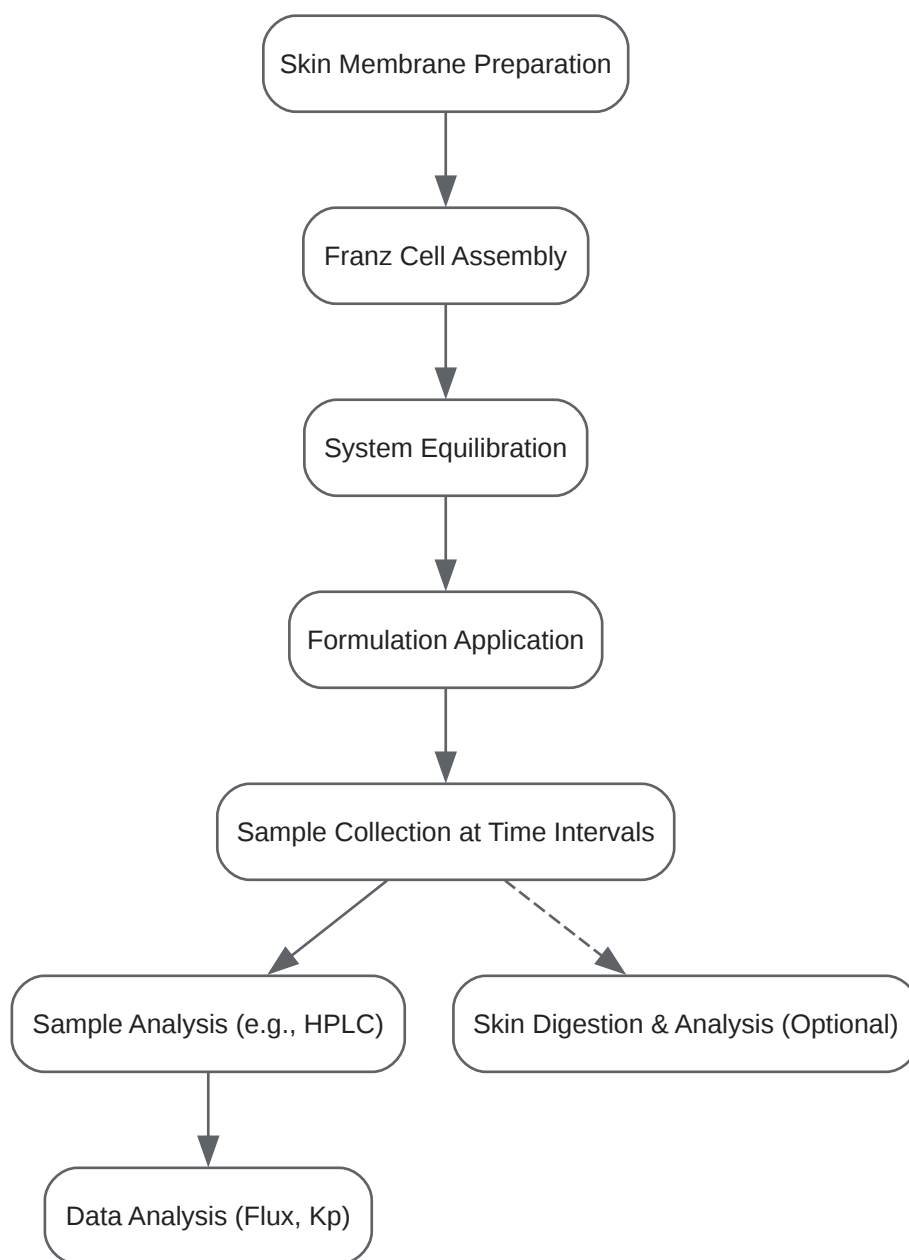 Skin Membrane Preparation
Franz Cell Assembly
System Equilibration
Formulation Application
Sample Collection at Time Intervals
Sample Analysis (e.g., HPLC)
Skin Digestion & Analysis (Optional)
Data Analysis (Flux, Kp)